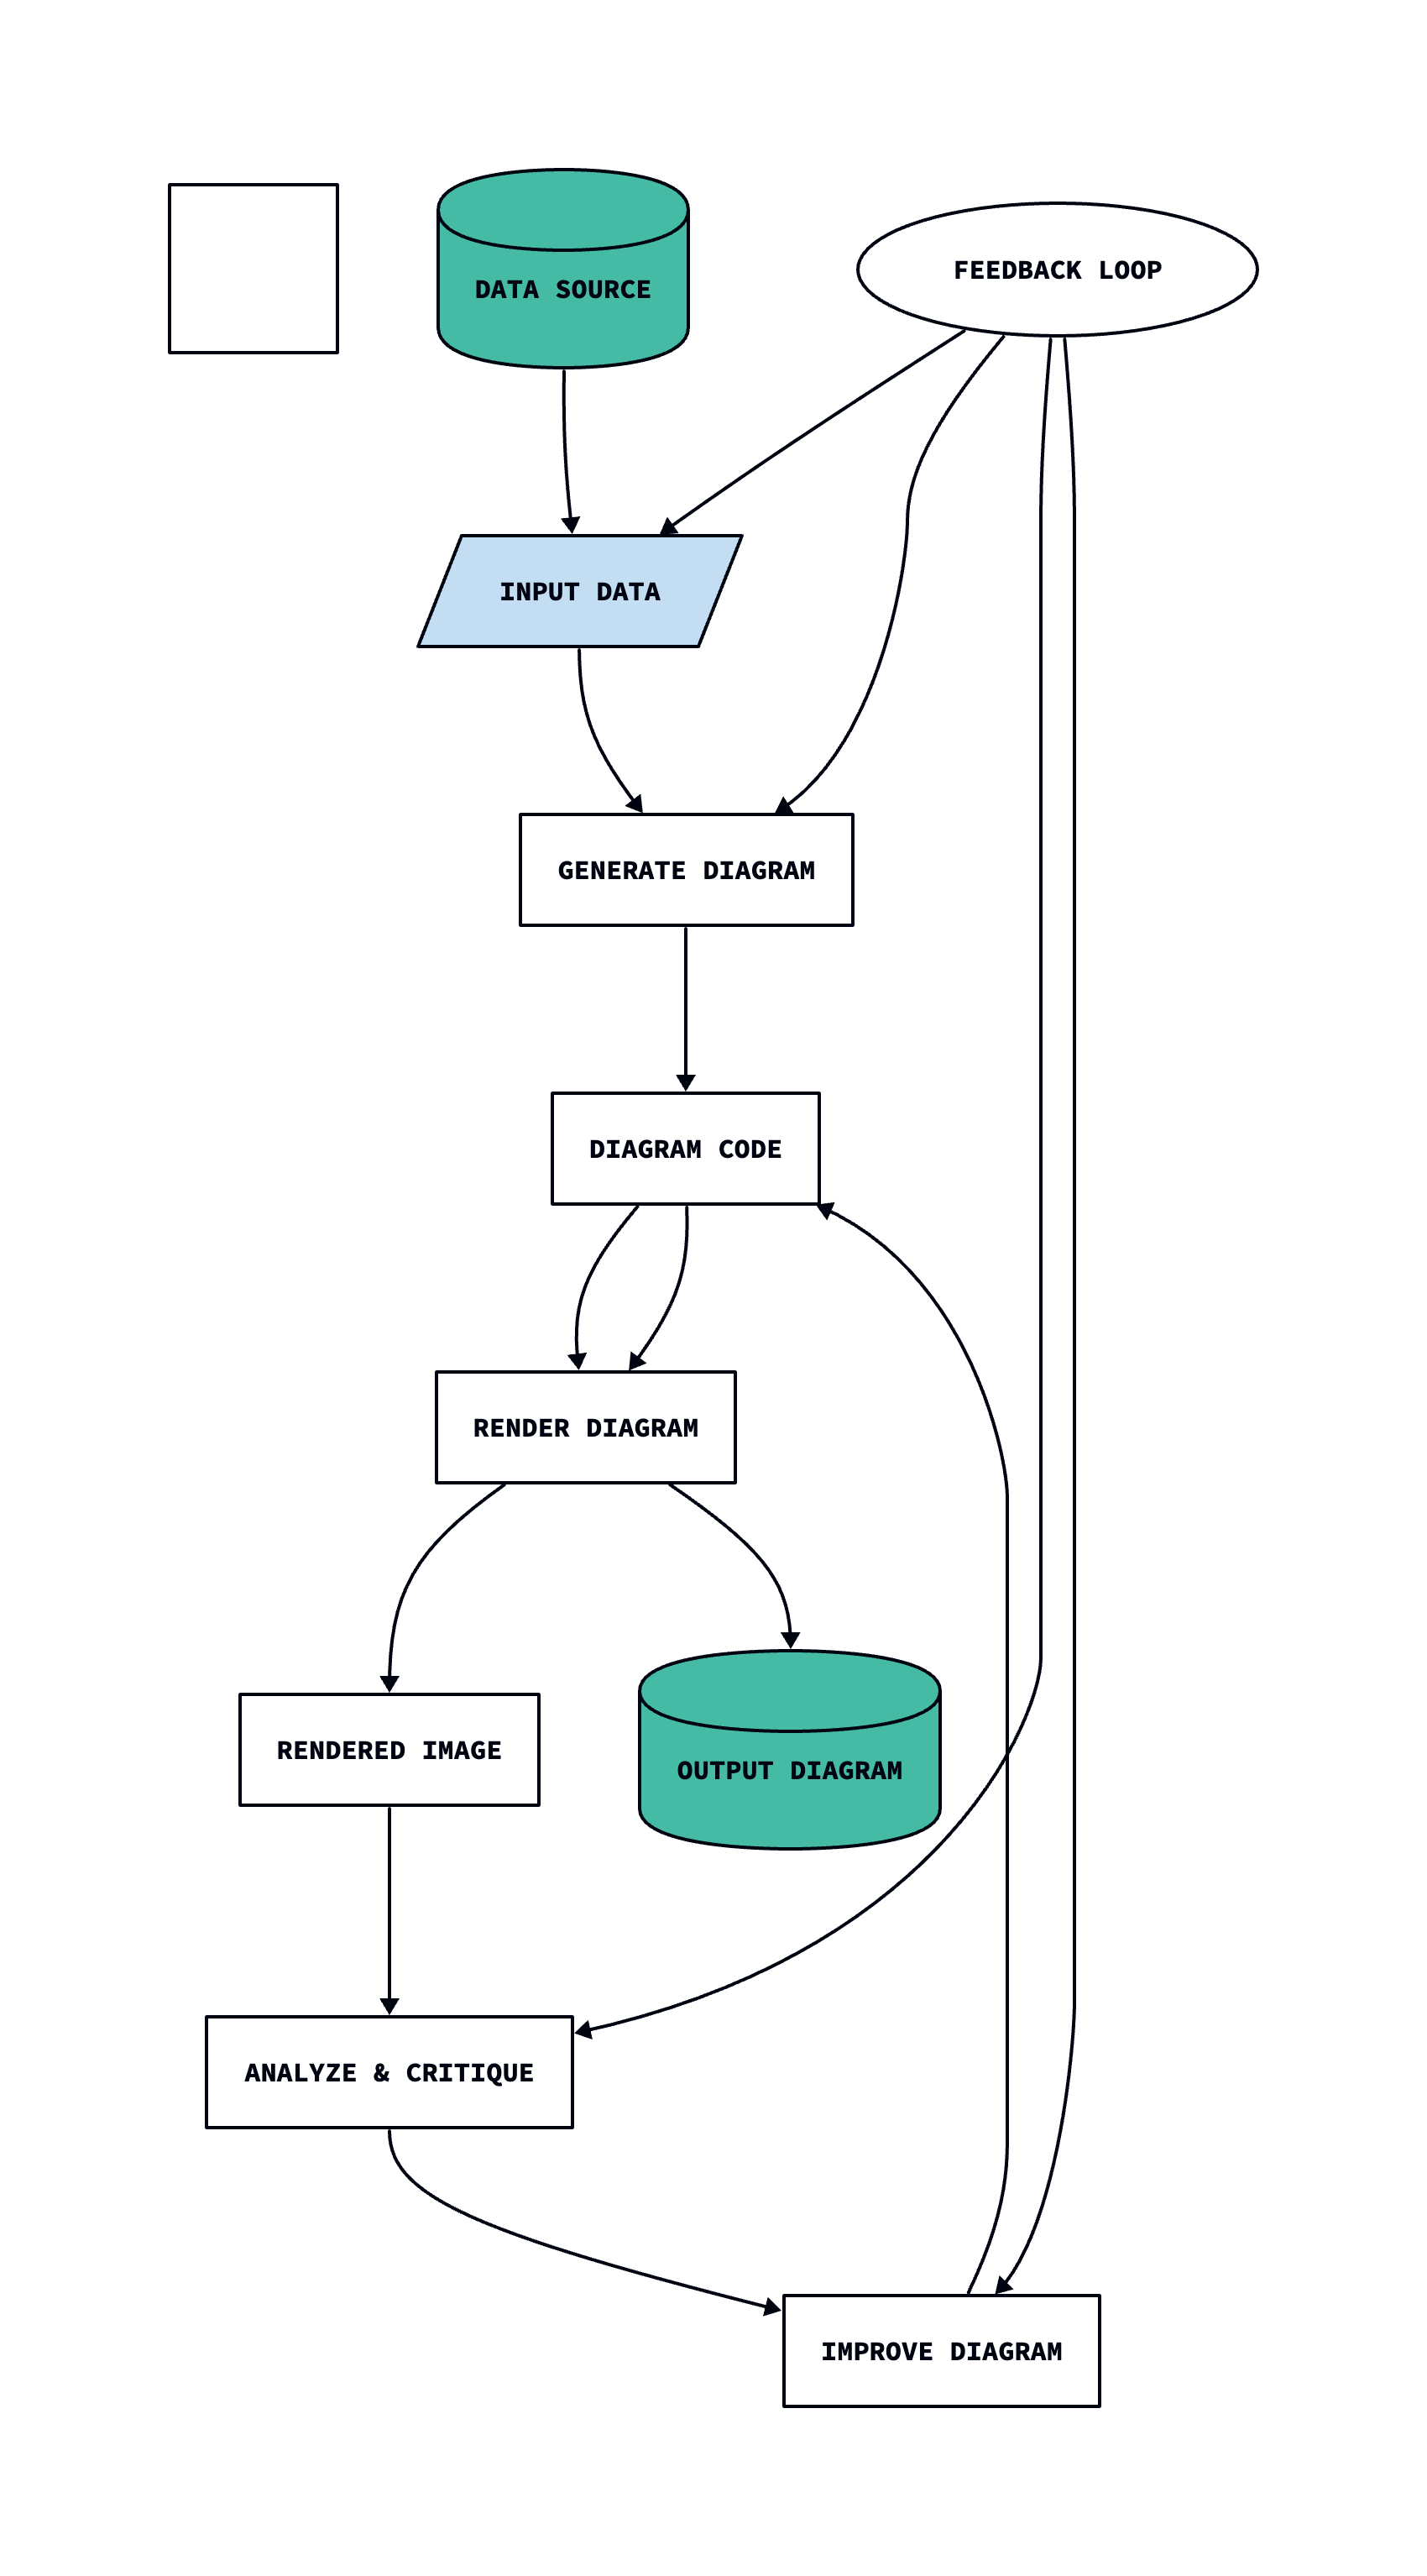 DATA SOURCE
FEEDBACK LOOP
INPUT DATA
GENERATE DIAGRAM
DIAGRAM CODE
RENDER DIAGRAM
RENDERED IMAGE
OUTPUT DIAGRAM
ANALYZE & CRITIQUE
IMPROVE DIAGRAM